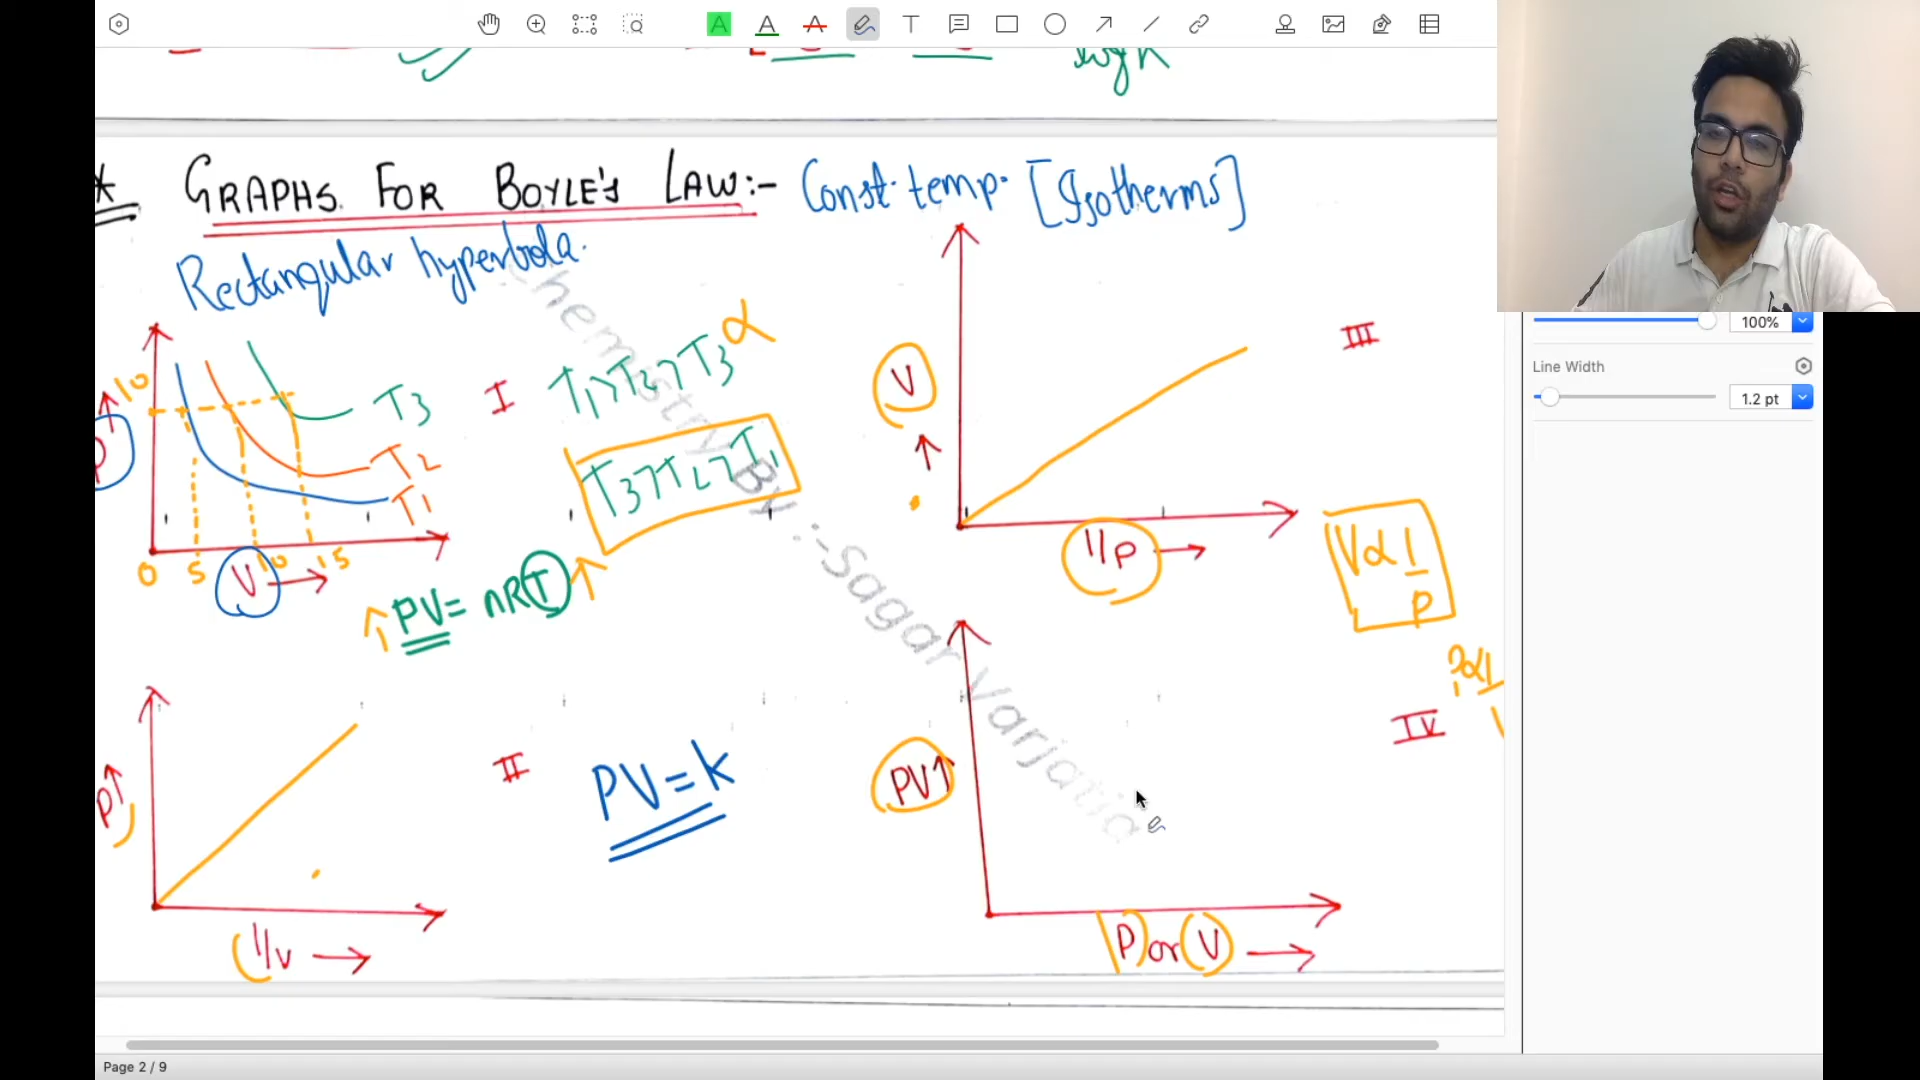 100%
Line Width
1.2 pt
* GRAPHS FOR BOYLE'S LAW:- Const. temp. [Isotherms]
Rectangular hyperbola.
Chemistry By :- Sagar Varjatia
P↑
10
T3
T2
T1
0 5 10 15
V →
I
T1>T2>T3 α
T3>T2>T1
↑ PV = nRT ↑
V ↑
III
1/P →
V α 1/P
P α 1
P↑
II
PV = K
1/V →
PV↑
IV
P or V →
Page 2 / 9